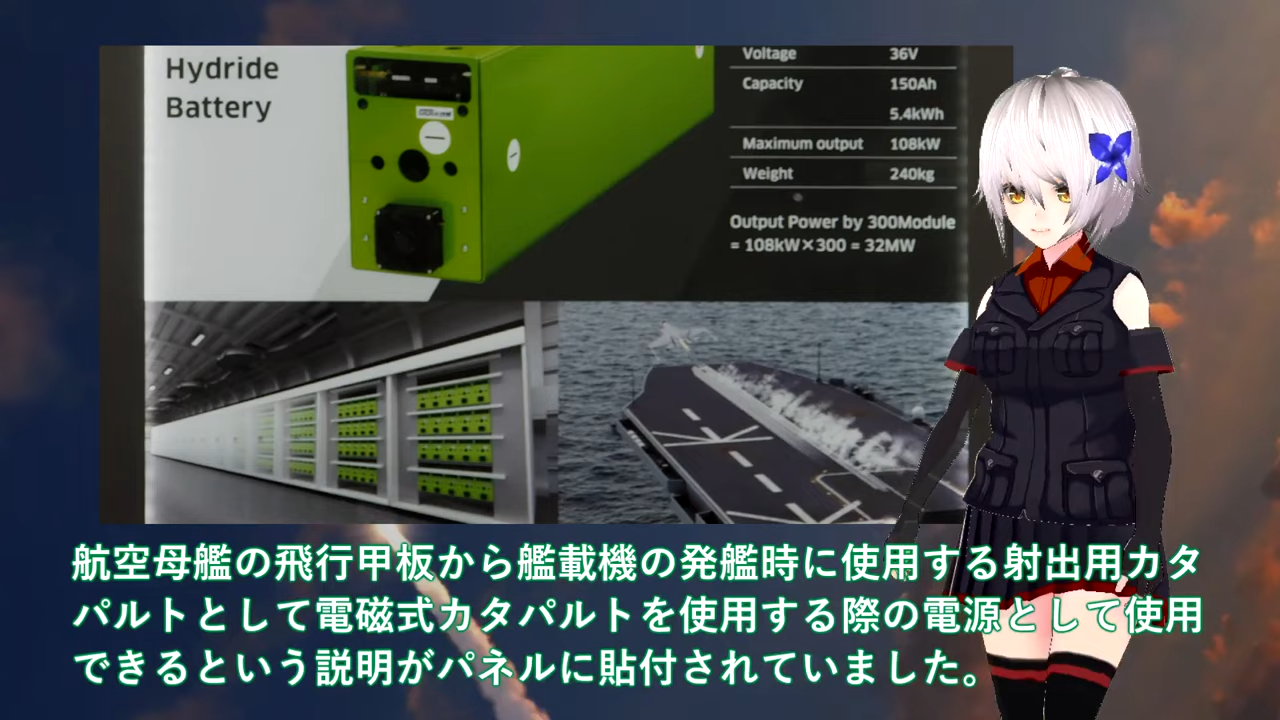 Hydride
Battery
Voltage 36V
Capacity 150Ah
5.4kWh
Maximum output 108kW
Weight 240kg
Output Power by 300Module
= 108kW×300 = 32MW
航空母艦の飛行甲板から艦載機の発艦時に使用する射出用カタ
パルトとして電磁式カタパルトを使用する際の電源として使用
できるという説明がパネルに貼付されていました。